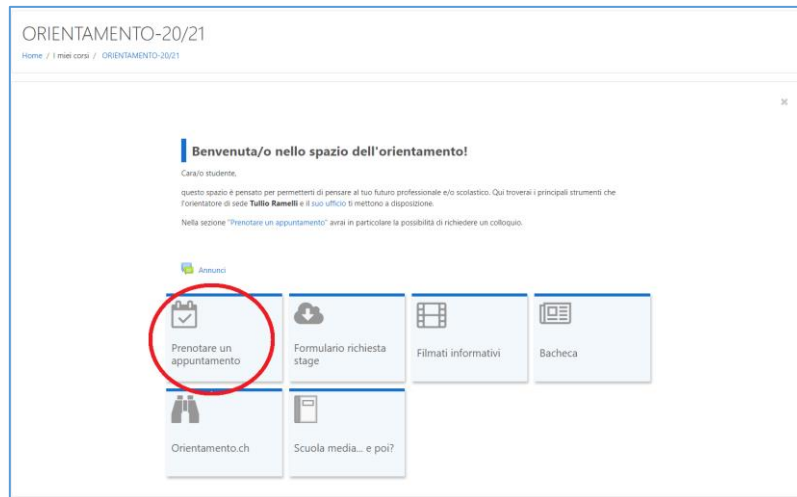 ORIENTAMENTO-20/21
Home / I miei corsi / ORIENTAMENTO-20/21
Benvenuta/o nello spazio dell'orientamento!
Cara/o studente,
questo spazio è pensato per permetterti di pensare al tuo futuro professionale e/o scolastico. Qui troverai i principali strumenti che
l'orientatore di sede Tullio Ramelli e il suo ufficio ti mettono a disposizione.
Nella sezione "Prenotare un appuntamento" avrai in particolare la possibilità di richiedere un colloquio.
Annunci
Prenotare un
appuntamento
Formulario richiesta
stage
Filmati informativi
Bacheca
Orientamento.ch
Scuola media... e poi?